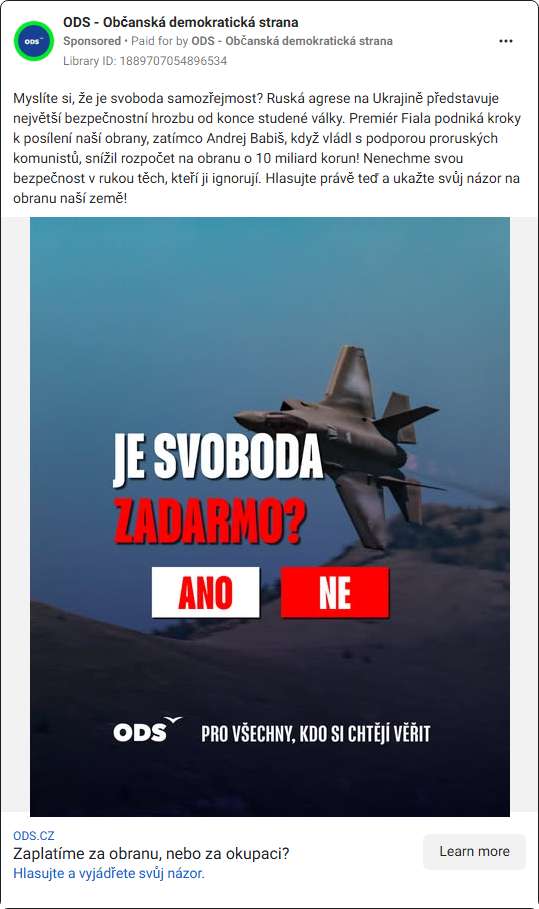 ODS - Občanská demokratická strana
Sponsored • Paid for by ODS - Občanská demokratická strana
Library ID: 1889707054896534
Myslíte si, že je svoboda samozřejmost? Ruská agrese na Ukrajině představuje
největší bezpečnostní hrozbu od konce studené války. Premiér Fiala podniká kroky
k posílení naší obrany, zatímco Andrej Babiš, když vládl s podporou proruských
komunistů, snížil rozpočet na obranu o 10 miliard korun! Nenechme svou
bezpečnost v rukou těch, kteří ji ignorují. Hlasujte právě teď a ukažte svůj názor na
obranu naší země!
JE SVOBODA
ZADARMO?
ANO NE
ODS PRO VŠECHNY, KDO SI CHTĚJÍ VĚŘIT
ODS.CZ
Zaplatíme za obranu, nebo za okupaci?
Hlasujte a vyjádřete svůj názor.
Learn more